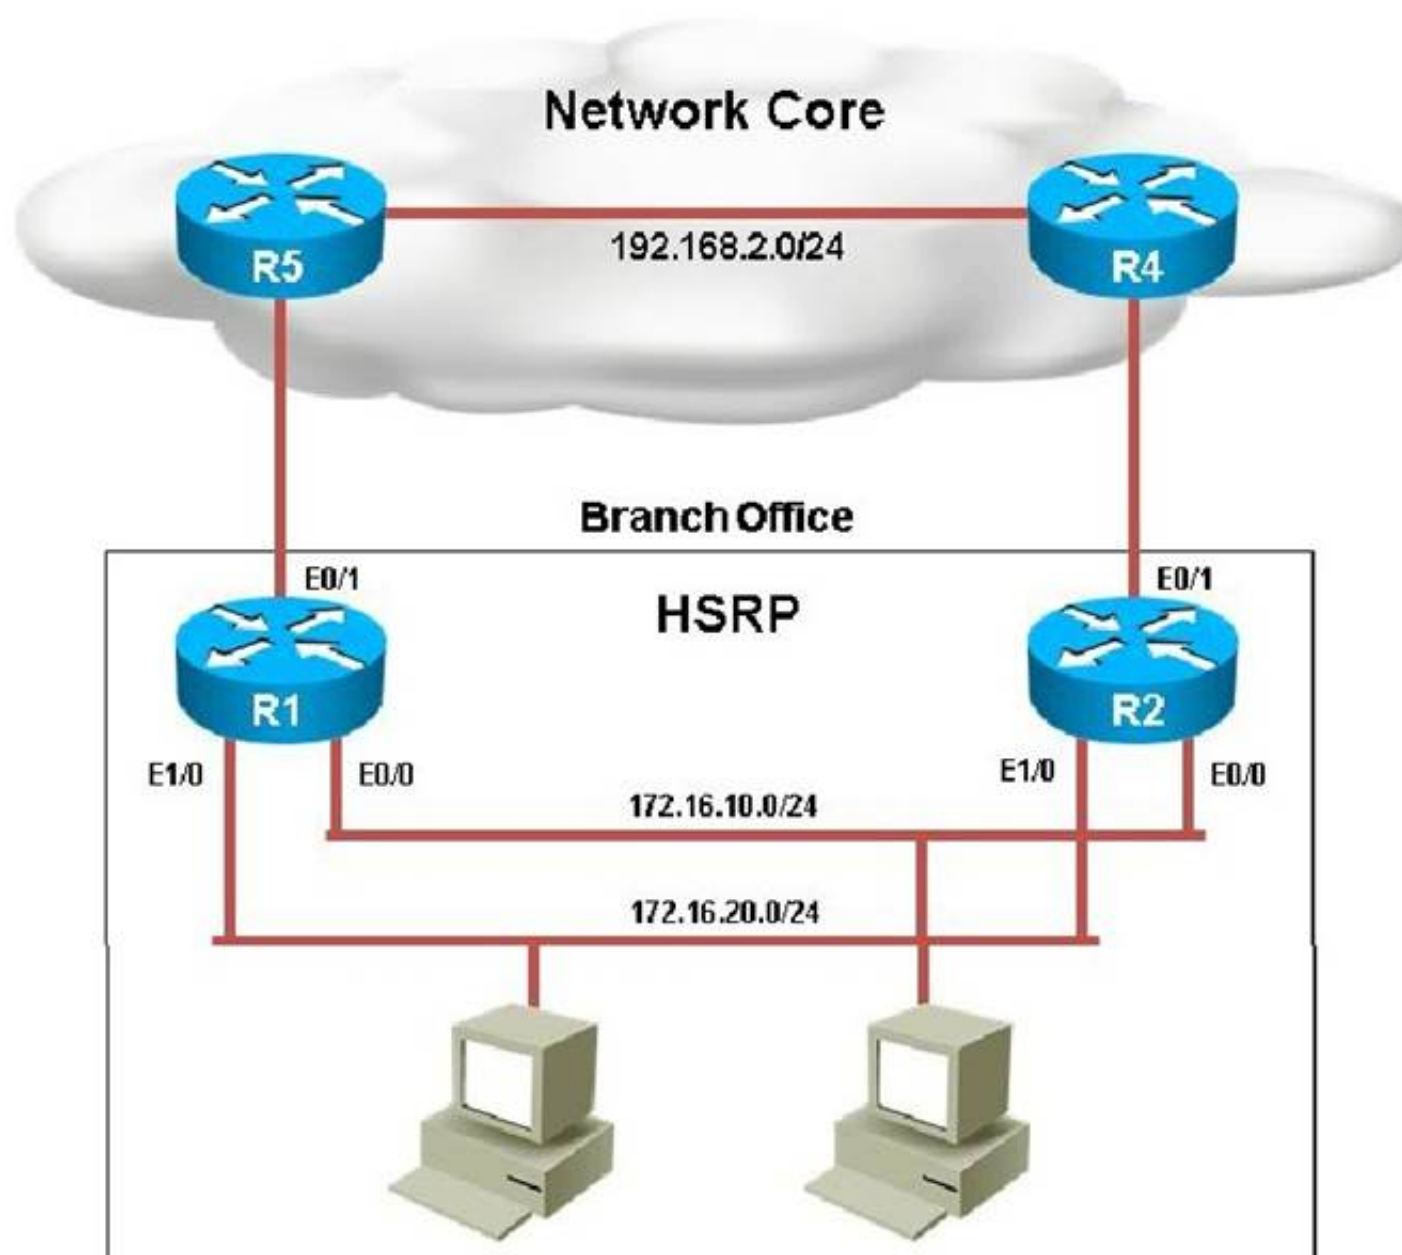 Network Core
R5
192.168.2.0/24
R4
Branch Office
E0/1
HSRP
E0/1
R1
R2
E1/0
E0/0
E1/0
E0/0
172.16.10.0/24
172.16.20.0/24